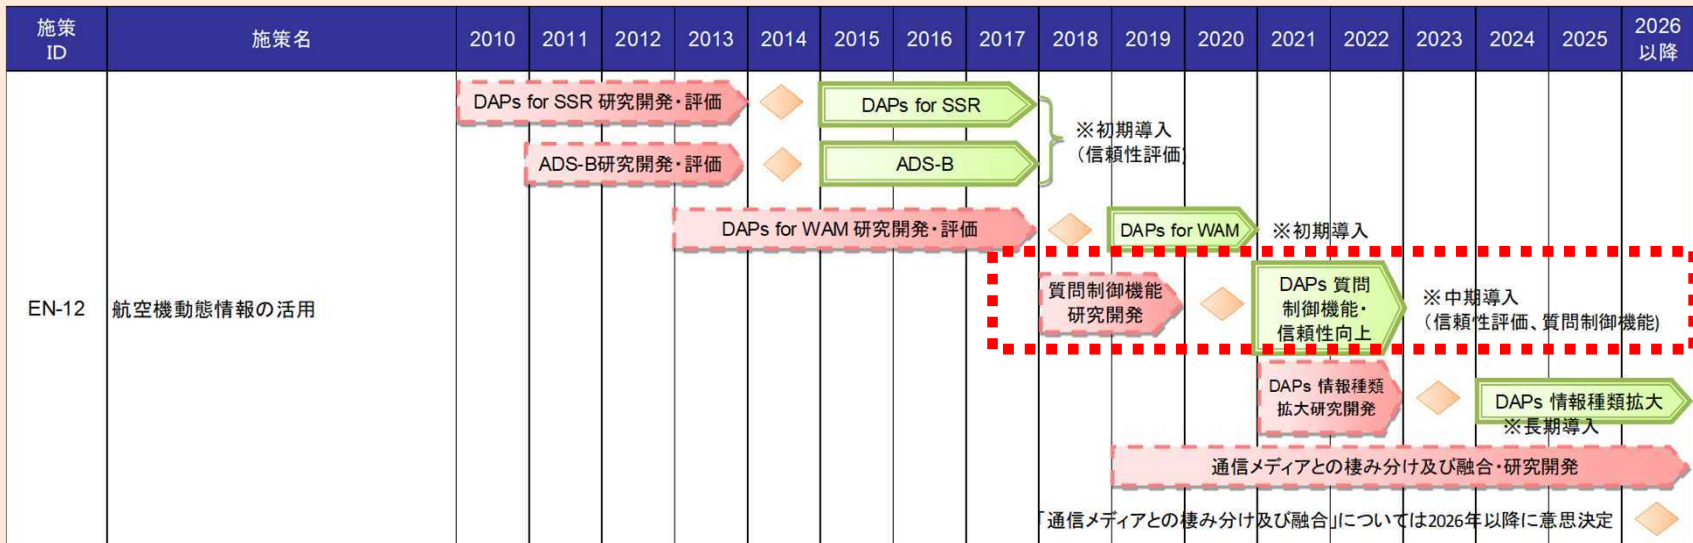 施策
ID
施策名
2010
2011
2012
2013
2014
2015
2016
2017
2018
2019
2020
2021
2022
2023
2024
2025
2026
以降
EN-12
航空機動態情報の活用
DAPs for SSR 研究開発・評価
DAPs for SSR
※初期導入
(信頼性評価)
ADS-B研究開発・評価
ADS-B
DAPs for WAM 研究開発・評価
DAPs for WAM
※初期導入
質問制御機能
研究開発
DAPs 質問
制御機能・
信頼性向上
※中期導入
(信頼性評価、質問制御機能)
DAPs 情報種類
拡大研究開発
DAPs 情報種類拡大
※長期導入
通信メディアとの棲み分け及び融合・研究開発
「通信メディアとの棲み分け及び融合」については2026年以降に意思決定